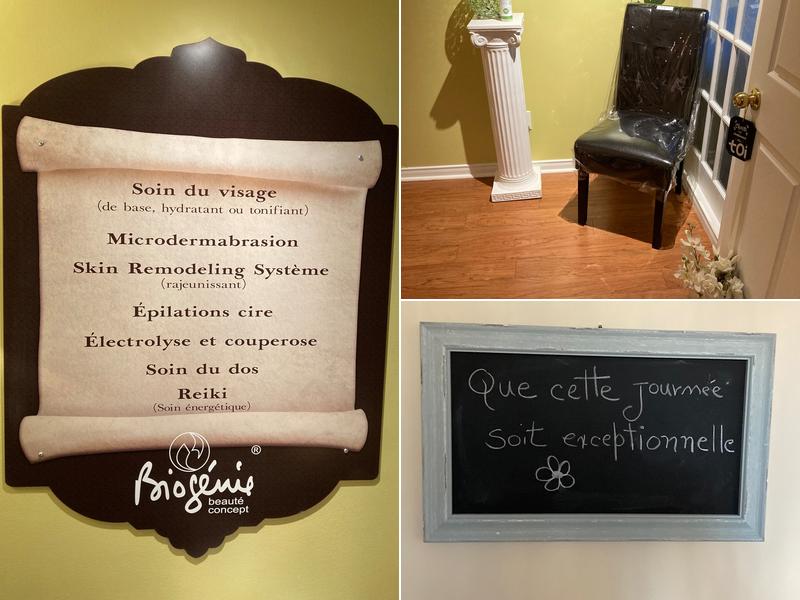 Soin du visage
(de base, hydratant ou tonifiant)
Microdermabrasion
Skin Remodeling Système
(rajeunissant)
Épilations cire
Électrolyse et couperose
Soin du dos
Reiki
(Soin énergétique)
Biogénie ®
beauté
concept
tOi
Que cette journée
soit exceptionnelle